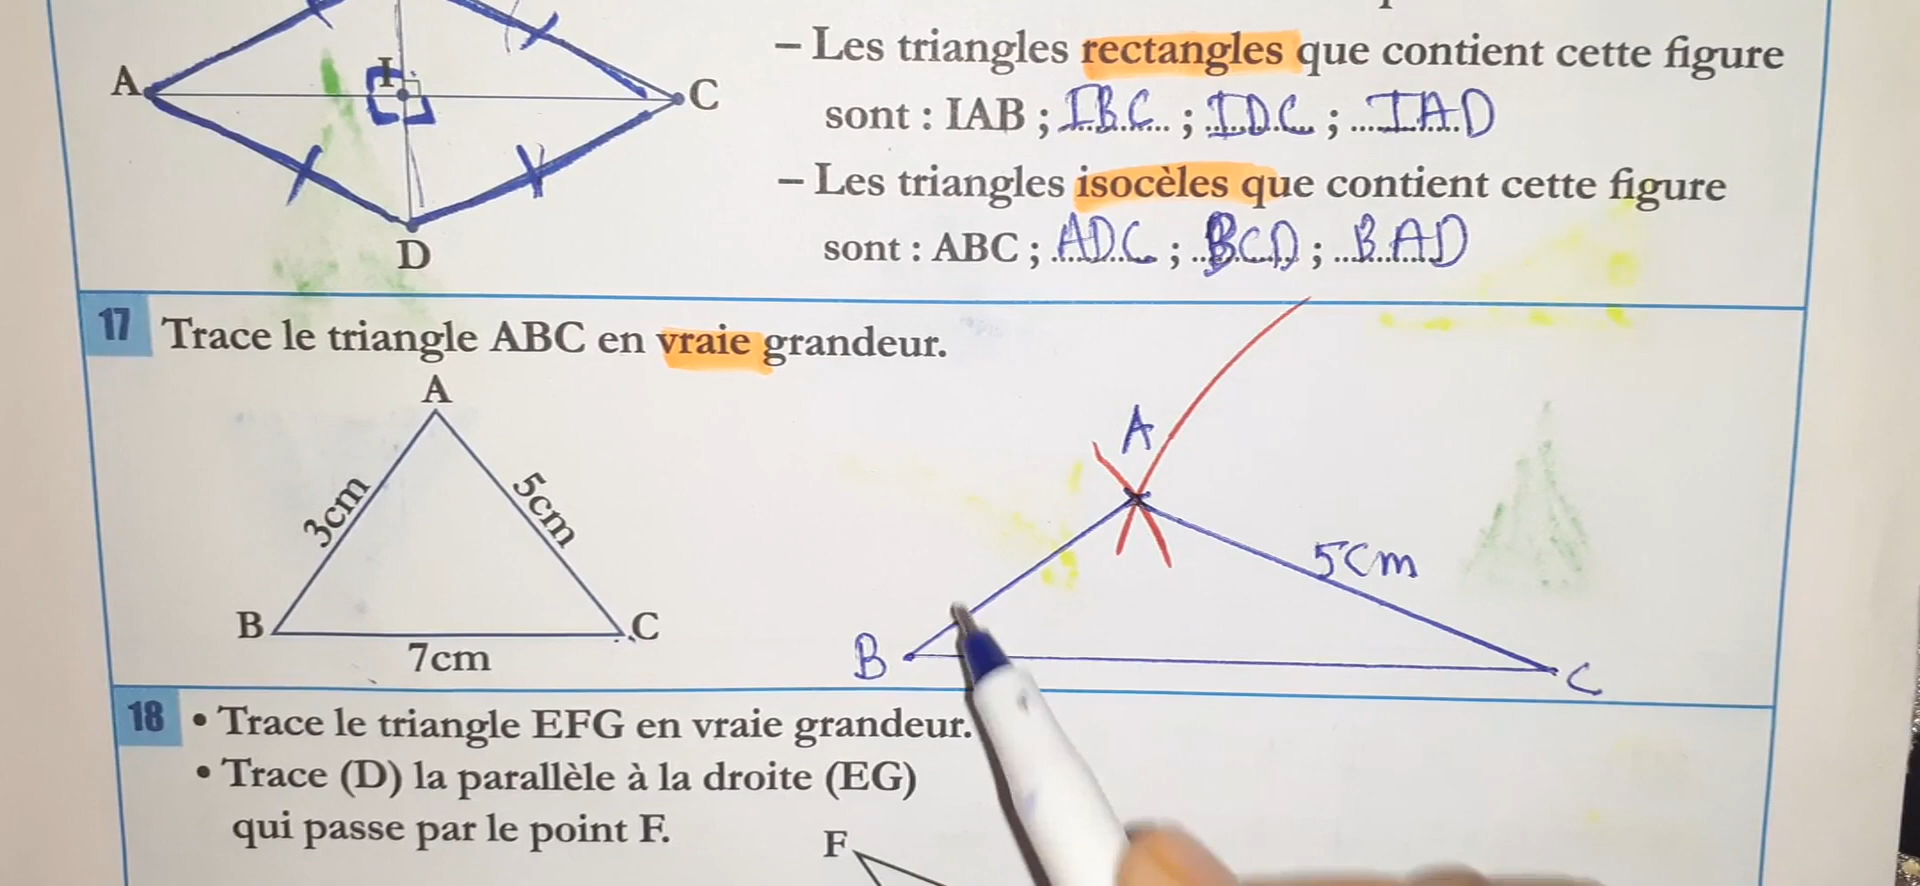 – Les triangles rectangles que contient cette figure
A I C sont : IAB ; IBC ; IDC ; IAD
– Les triangles isocèles que contient cette figure
D sont : ABC ; ADC ; BCD ; BAD
17 Trace le triangle ABC en vraie grandeur.
A
A
3cm 5cm
5cm
B C
7cm
B C
18 • Trace le triangle EFG en vraie grandeur.
• Trace (D) la parallèle à la droite (EG)
qui passe par le point F.
F